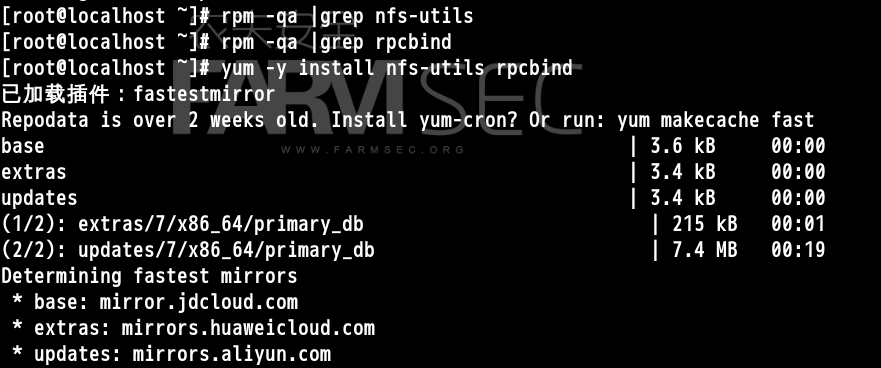 [root@localhost ~]# rpm -qa |grep nfs-utils
[root@localhost ~]# rpm -qa |grep rpcbind
[root@localhost ~]# yum -y install nfs-utils rpcbind
已加载插件：fastestmirror
FARMSEC
Repodata is over 2 weeks old. Install yum-cron? Or run: yum makecache fast
base | 3.6 kB 00:00
WWW.FARMSEC.ORG
extras | 3.4 kB 00:00
updates | 3.4 kB 00:00
(1/2): extras/7/x86_64/primary_db | 215 kB 00:01
(2/2): updates/7/x86_64/primary_db | 7.4 MB 00:19
Determining fastest mirrors
* base: mirror.jdcloud.com
* extras: mirrors.huaweicloud.com
* updates: mirrors.aliyun.com